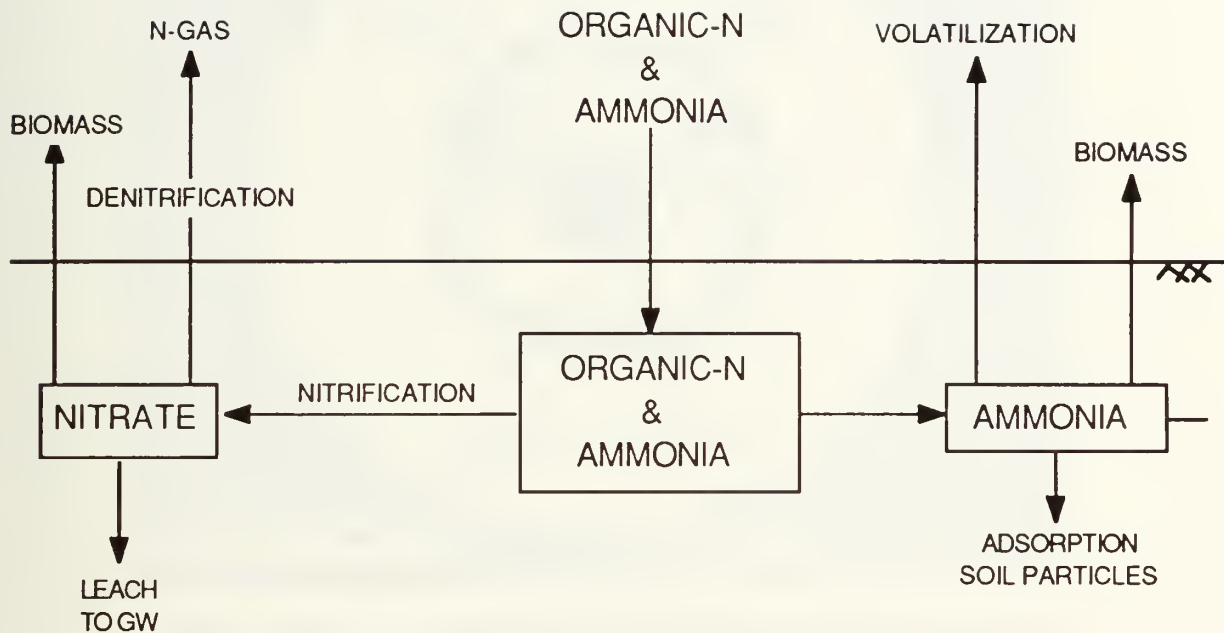 N-GAS
ORGANIC-N
&
AMMONIA
VOLATILIZATION
BIOMASS
BIOMASS
DENITRIFICATION
NITRATE
NITRIFICATION
ORGANIC-N
&
AMMONIA
AMMONIA
LEACH
TO GW
ADSORPTION
SOIL PARTICLES